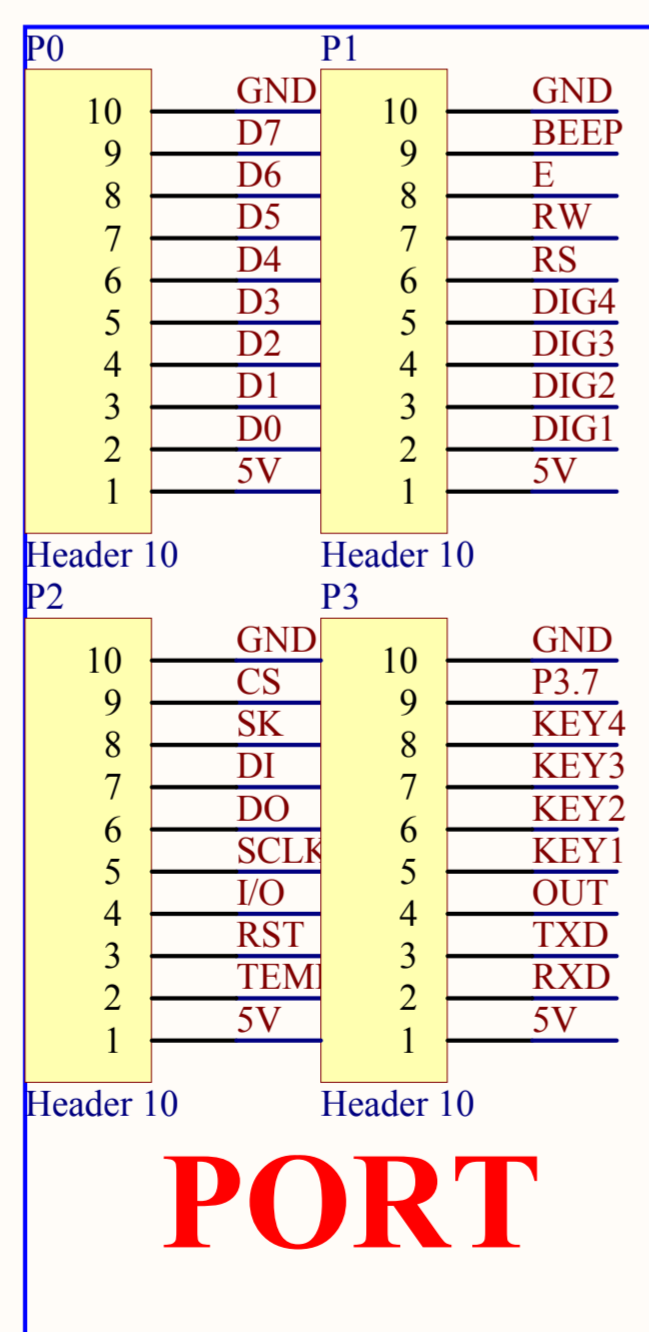 P0
10 GND
9 D7
8 D6
7 D5
6 D4
5 D3
4 D2
3 D1
2 D0
1 5V
Header 10
P1
10 GND
9 BEEP
8 E
7 RW
6 RS
5 DIG4
4 DIG3
3 DIG2
2 DIG1
1 5V
Header 10
P2
10 GND
9 CS
8 SK
7 DI
6 DO
5 SCLK
4 I/O
3 RST
2
1 5V
Header 10
P3
10 GND
9 P3.7
8 KEY4
7 KEY3
6 KEY2
5 KEY1
4 OUT
3 TXD
2 RXD
1 5V
Header 10
PORT